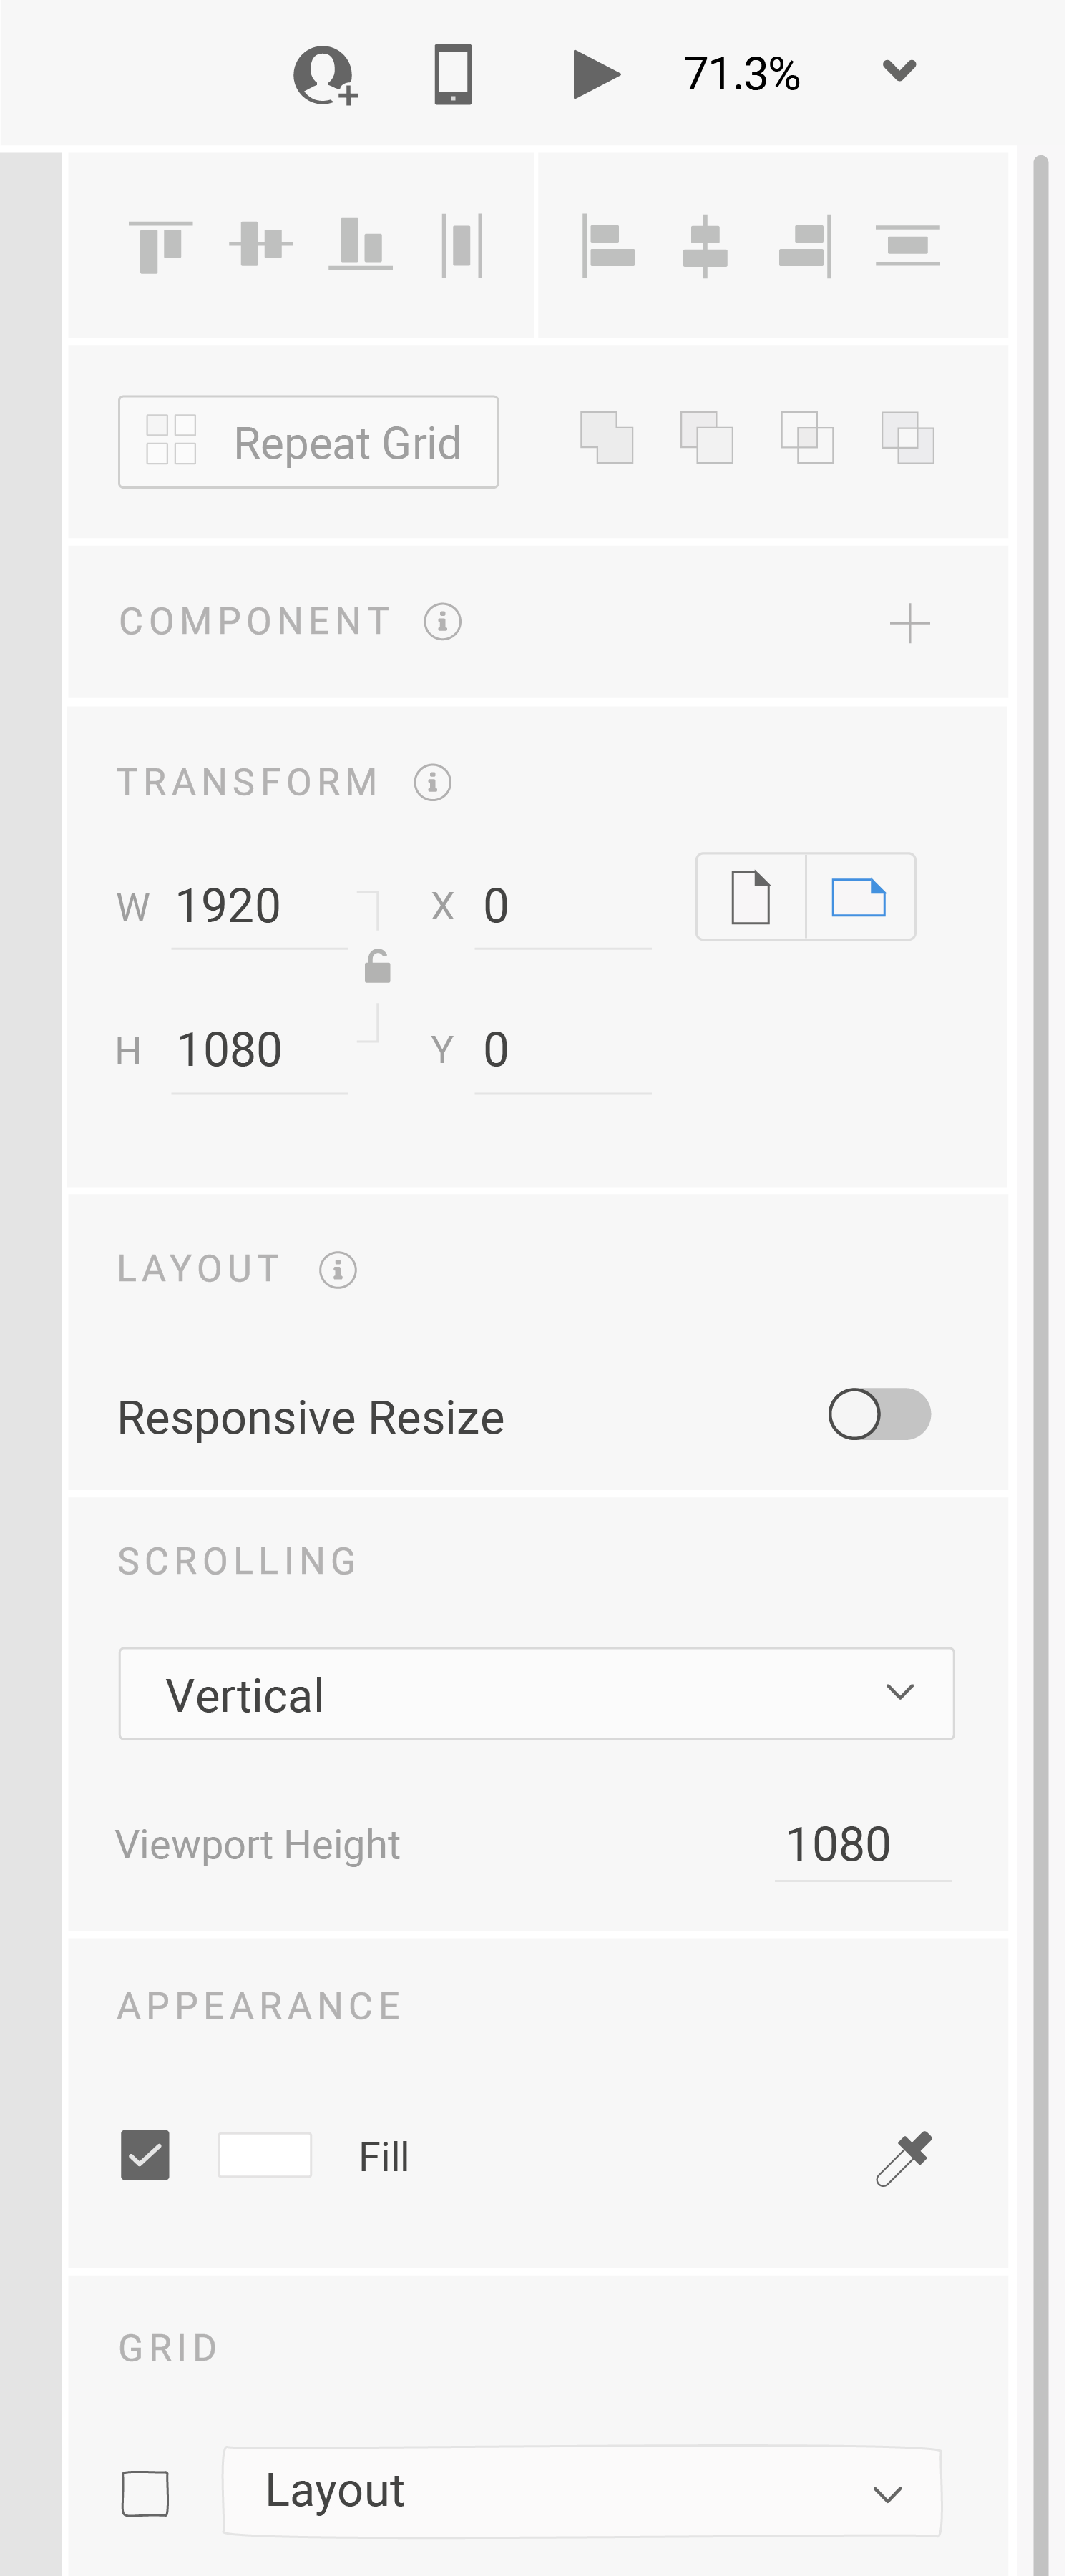 71.3%
Repeat Grid
COMPONENT
TRANSFORM
W 1920 X 0
H 1080 Y 0
LAYOUT
Responsive Resize
SCROLLING
Vertical
Viewport Height 1080
APPEARANCE
Fill
GRID
Layout